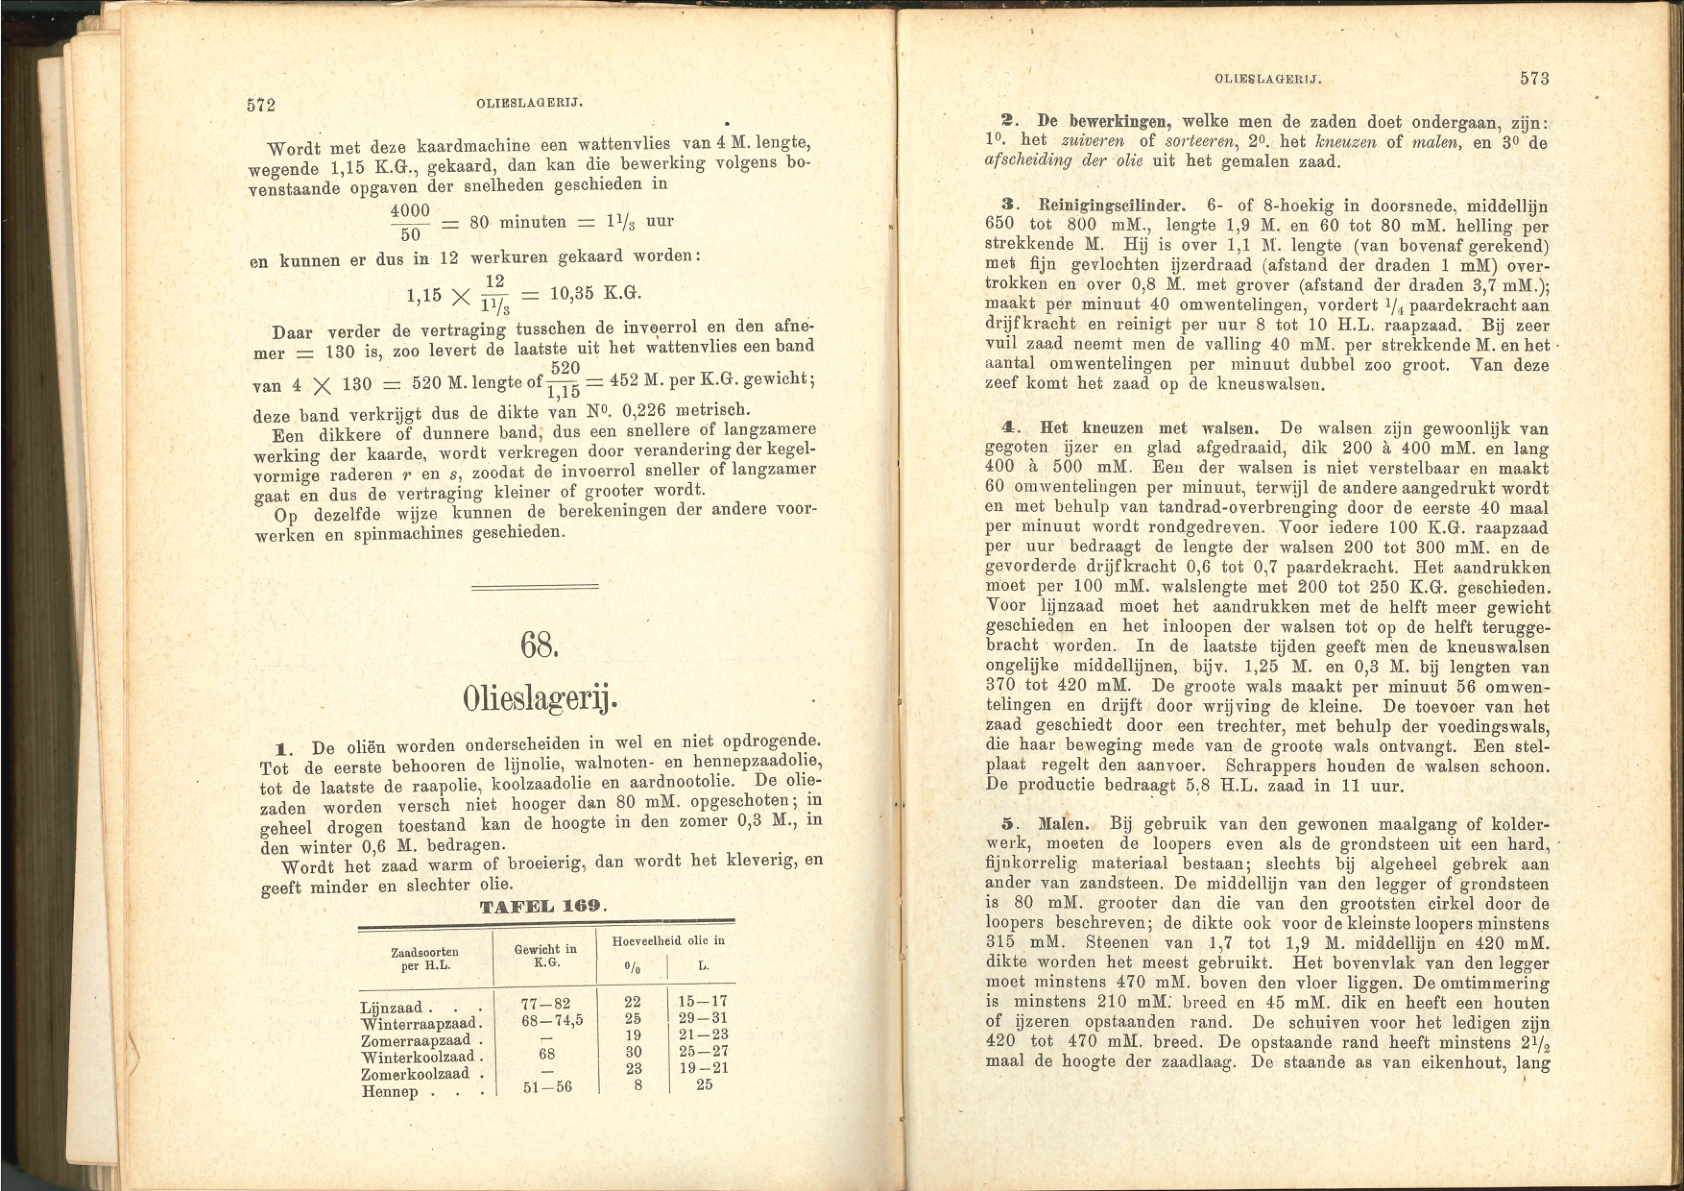 572
OLIESLAGERIJ.
Wordt met deze kaardmachine een wattenvlies van 4 M. lengte,
wegende 1,15 K.G., gekaard, dan kan die bewerking volgens bo-
venstaande opgaven der snelheden geschieden in
4000/50 = 80 minuten = 1 1/3 uur
en kunnen er dus in 12 werkuren gekaard worden:
1,15 × 12/(1 1/3) = 10,35 K.G.
Daar verder de vertraging tusschen de invoerrol en den afne-
mer = 130 is, zoo levert de laatste uit het wattenvlies een band
van 4 × 130 = 520 M. lengte of 520/1,15 = 452 M. per K.G. gewicht;
deze band verkrijgt dus de dikte van Nº. 0,226 metrisch.
Een dikkere of dunnere band, dus een snellere of langzamere
werking der kaarde, wordt verkregen door verandering der kegel-
vormige raderen r en s, zoodat de invoerrol sneller of langzamer
gaat en dus de vertraging kleiner of grooter wordt.
Op dezelfde wijze kunnen de berekeningen der andere voor-
werken en spinmachines geschieden.
68.
Olieslagerij.
1. De oliën worden onderscheiden in wel en niet opdrogende.
Tot de eerste behooren de lijnolie, walnoten- en hennepzaadolie,
tot de laatste de raapolie, koolzaadolie en aardnootolie. De olie-
zaden worden versch niet hooger dan 80 mM. opgeschoten; in
geheel drogen toestand kan de hoogte in den zomer 0,3 M., in
den winter 0,6 M. bedragen.
Wordt het zaad warm of broeierig, dan wordt het kleverig, en
geeft minder en slechter olie.
TAFEL 169.
Zaadsoorten per H.L. | Gewicht in K.G. | Hoeveelheid olie in % | L.
Lijnzaad . . . 77—82 22 15—17
Winterraapzaad. 68—74,5 25 29—31
Zomerraapzaad . — 19 21—23
Winterkoolzaad . 68 30 25—27
Zomerkoolzaad . — 23 19—21
Hennep . . . 51—56 8 25
OLIESLAGERIJ.
573
2. De bewerkingen, welke men de zaden doet ondergaan, zijn:
1º. het zuiveren of sorteeren, 2º. het kneuzen of malen, en 3º de
afscheiding der olie uit het gemalen zaad.
3. Reinigingscilinder. 6- of 8-hoekig in doorsnede, middellijn
650 tot 800 mM., lengte 1,9 M. en 60 tot 80 mM. helling per
strekkende M. Hij is over 1,1 M. lengte (van bovenaf gerekend)
met fijn gevlochten ijzerdraad (afstand der draden 1 mM) over-
trokken en over 0,8 M. met grover (afstand der draden 3,7 mM.);
maakt per minuut 40 omwentelingen, vordert 1/4 paardekracht aan
drijfkracht en reinigt per uur 8 tot 10 H.L. raapzaad. Bij zeer
vuil zaad neemt men de valling 40 mM. per strekkende M. en het
aantal omwentelingen per minuut dubbel zoo groot. Van deze
zeef komt het zaad op de kneuswalsen.
4. Het kneuzen met walsen. De walsen zijn gewoonlijk van
gegoten ijzer en glad afgedraaid, dik 200 à 400 mM. en lang
400 à 500 mM. Een der walsen is niet verstelbaar en maakt
60 omwentelingen per minuut, terwijl de andere aangedrukt wordt
en met behulp van tandrad-overbrenging door de eerste 40 maal
per minuut wordt rondgedreven. Voor iedere 100 K.G. raapzaad
per uur bedraagt de lengte der walsen 200 tot 300 mM. en de
gevorderde drijfkracht 0,6 tot 0,7 paardekracht. Het aandrukken
moet per 100 mM. walslengte met 200 tot 250 K.G. geschieden.
Voor lijnzaad moet het aandrukken met de helft meer gewicht
geschieden en het inloopen der walsen tot op de helft terugge-
bracht worden. In de laatste tijden geeft men de kneuswalsen
ongelijke middellijnen, bijv. 1,25 M. en 0,3 M. bij lengten van
370 tot 420 mM. De groote wals maakt per minuut 56 omwen-
telingen en drijft door wrijving de kleine. De toevoer van het
zaad geschiedt door een trechter, met behulp der voedingswals,
die haar beweging mede van de groote wals ontvangt. Een stel-
plaat regelt den aanvoer. Schrappers houden de walsen schoon.
De productie bedraagt 5,8 H.L. zaad in 11 uur.
5. Malen. Bij gebruik van den gewonen maalgang of kolder-
werk, moeten de loopers even als de grondsteen uit een hard,
fijnkorrelig materiaal bestaan; slechts bij algeheel gebrek aan
ander van zandsteen. De middellijn van den legger of grondsteen
is 80 mM. grooter dan die van den grootsten cirkel door de
loopers beschreven; de dikte ook voor de kleinste loopers minstens
315 mM. Steenen van 1,7 tot 1,9 M. middellijn en 420 mM.
dikte worden het meest gebruikt. Het bovenvlak van den legger
moet minstens 470 mM. boven den vloer liggen. De omtimmering
is minstens 210 mM. breed en 45 mM. dik en heeft een houten
of ijzeren opstaanden rand. De schuiven voor het ledigen zijn
420 tot 470 mM. breed. De opstaande rand heeft minstens 2 1/2
maal de hoogte der zaadlaag. De staande as van eikenhout, lang